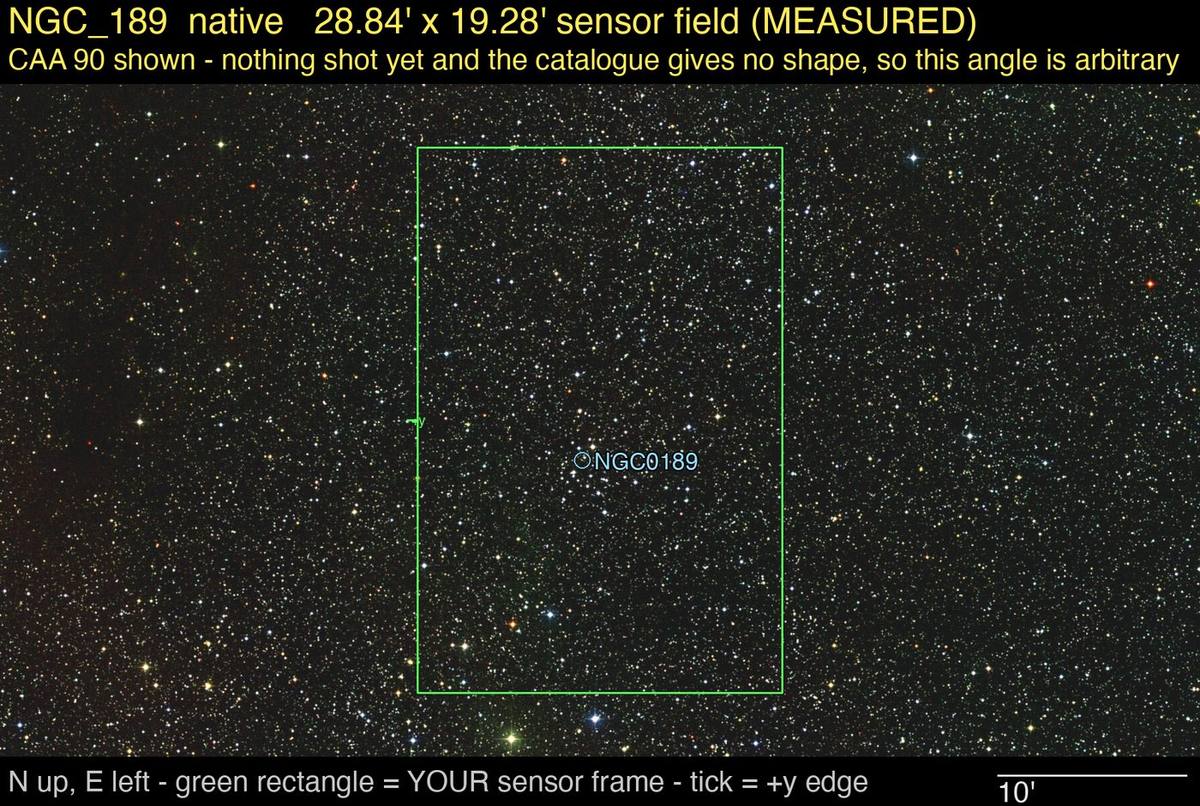 NGC_189 native 28.84' x 19.28' sensor field (MEASURED)
CAA 90 shown - nothing shot yet and the catalogue gives no shape, so this angle is arbitrary
+y
NGC0189
N up, E left - green rectangle = YOUR sensor frame - tick = +y edge
10'